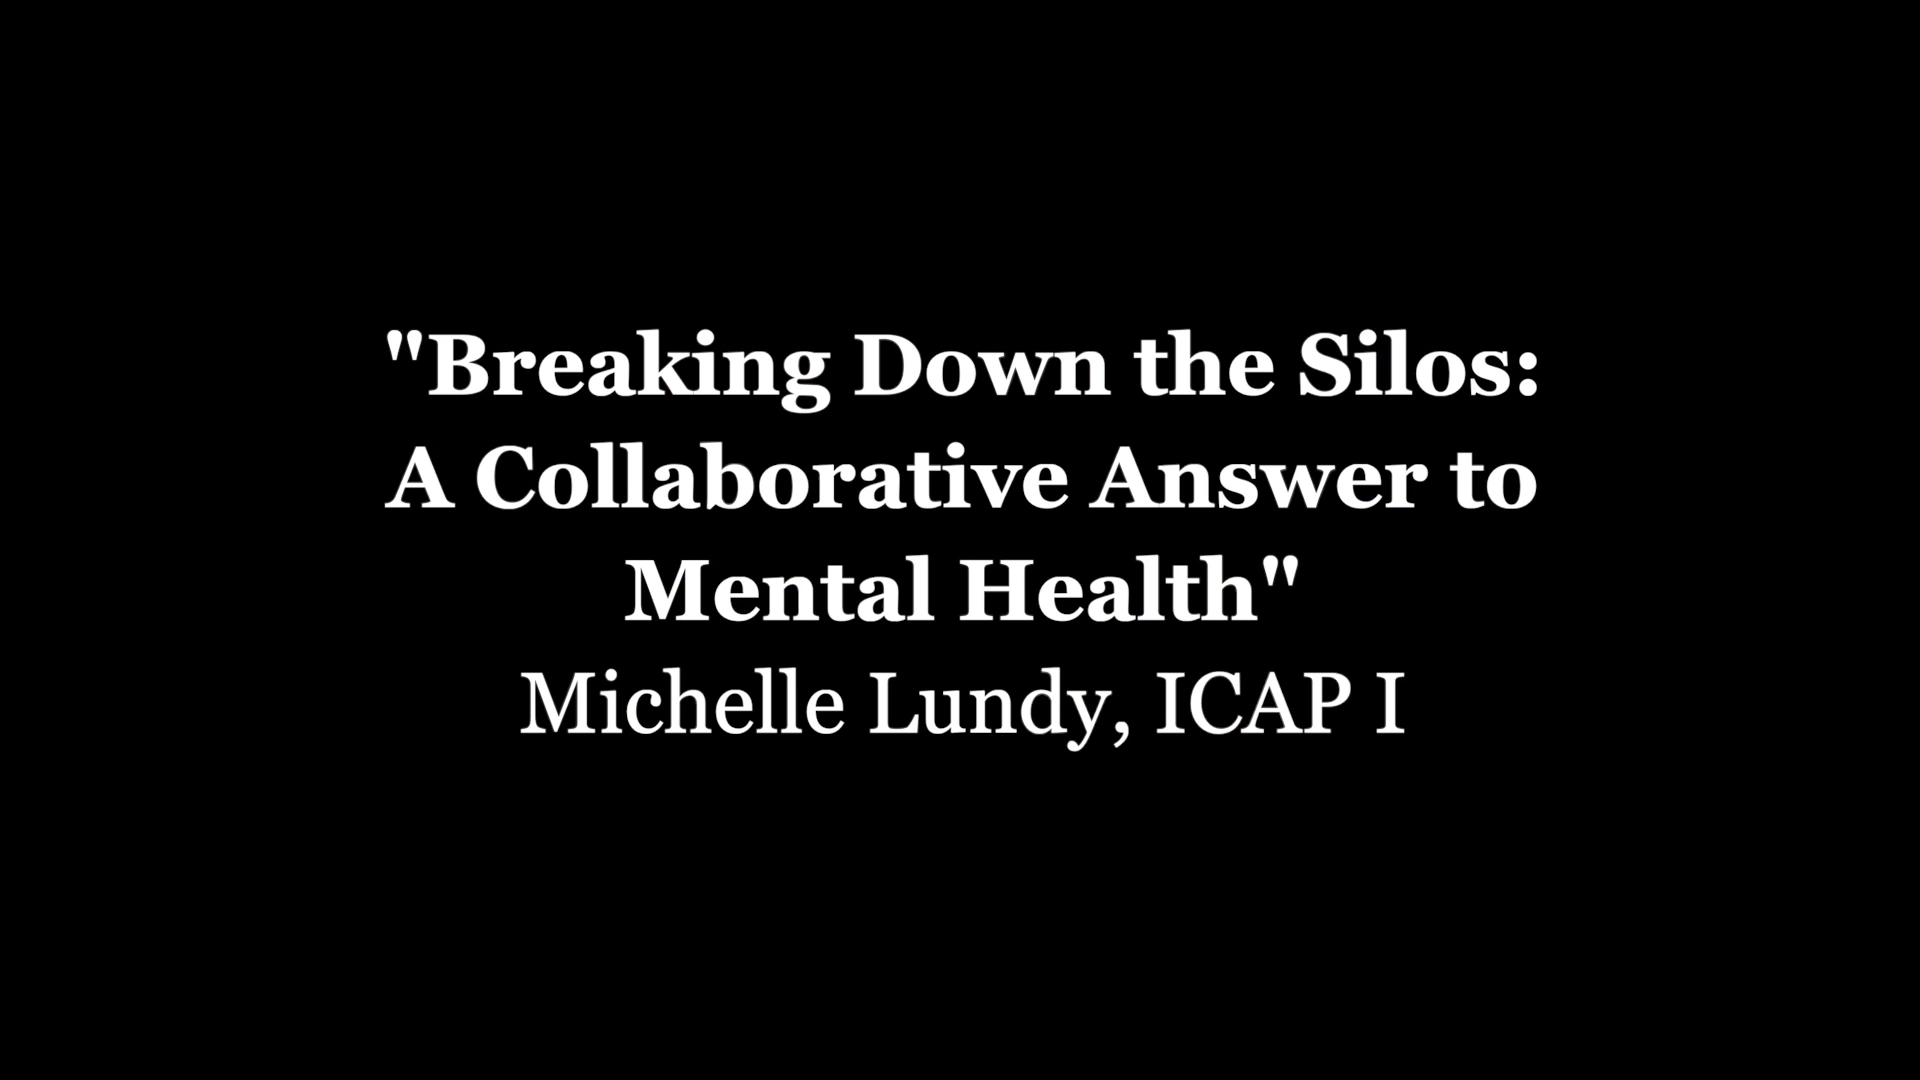 "Breaking Down the Silos:
A Collaborative Answer to
Mental Health"
Michelle Lundy, ICAP I